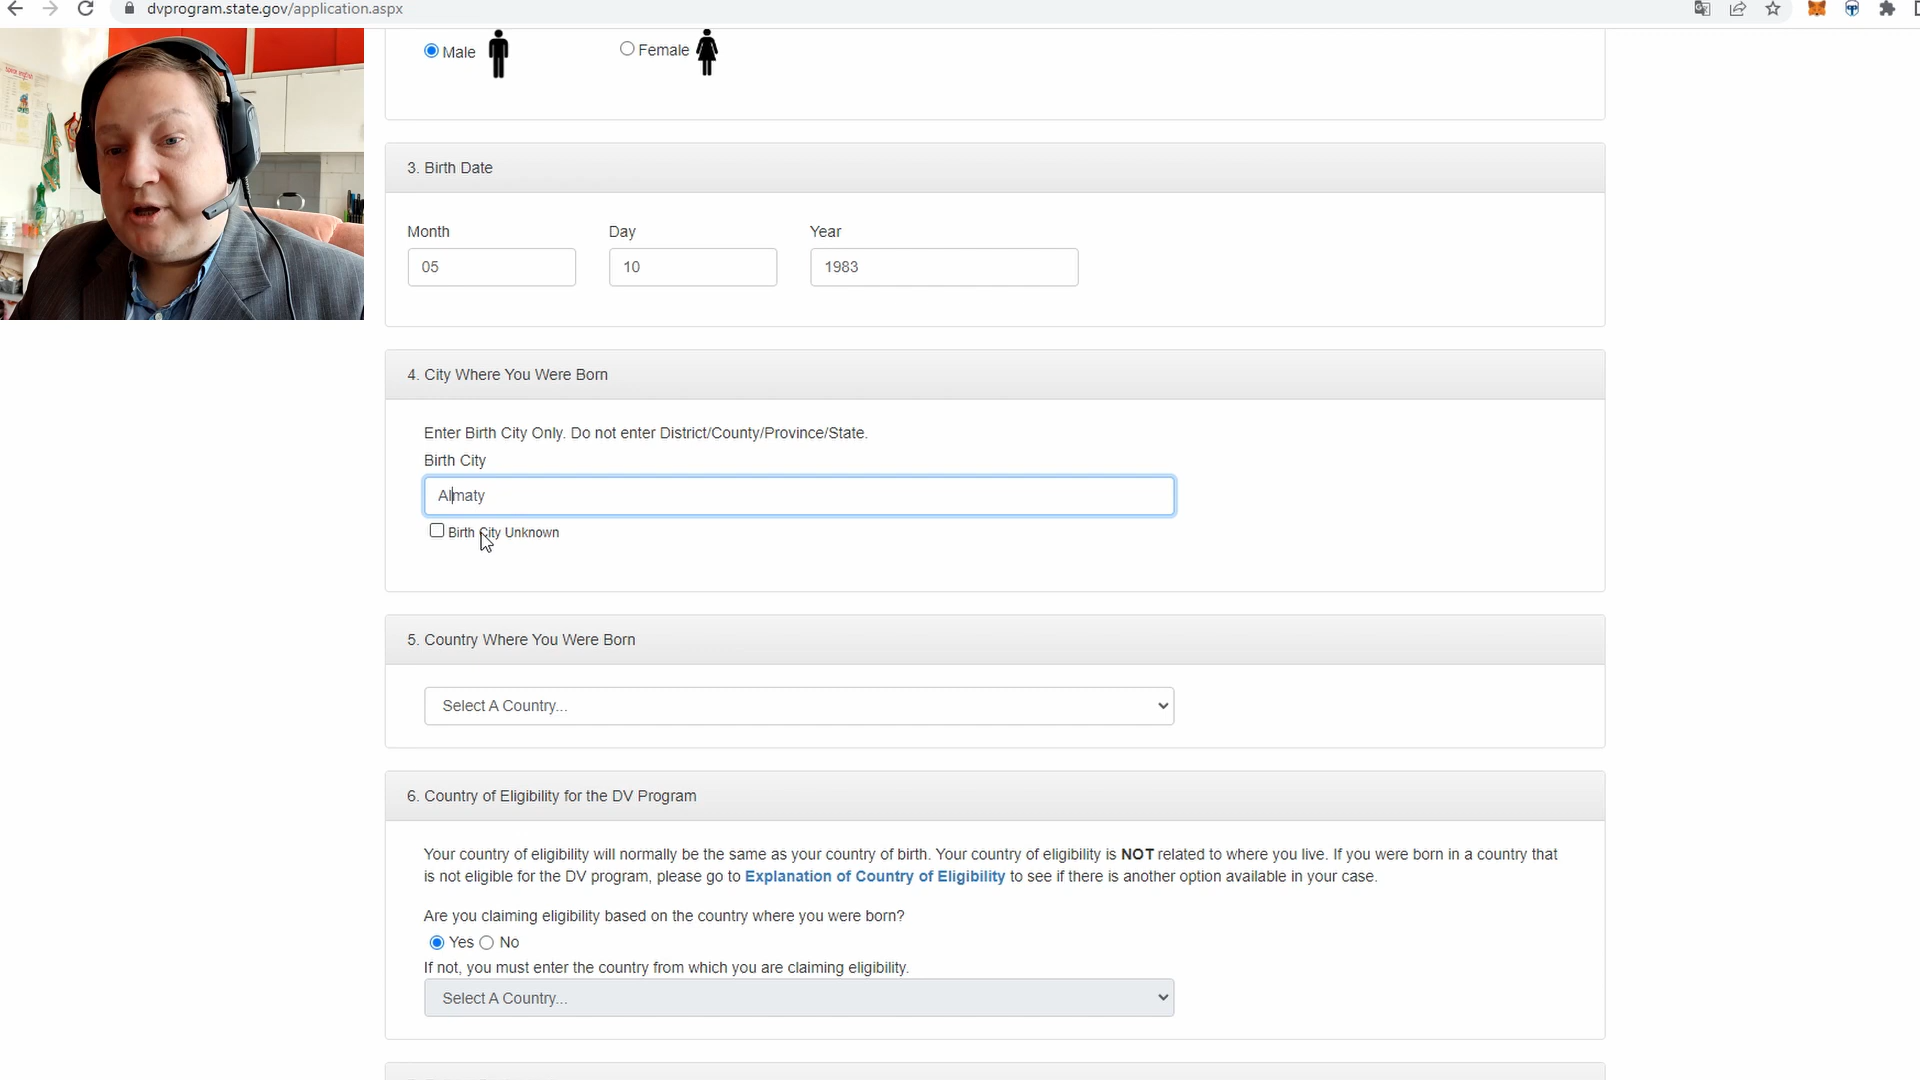 dvprogram.state.gov/application.aspx
Male
Female
3. Birth Date
Month
Day
Year
05
10
1983
4. City Where You Were Born
Enter Birth City Only. Do not enter District/County/Province/State.
Birth City
Almaty
Birth City Unknown
5. Country Where You Were Born
Select A Country...
6. Country of Eligibility for the DV Program
Your country of eligibility will normally be the same as your country of birth. Your country of eligibility is NOT related to where you live. If you were born in a country that
is not eligible for the DV program, please go to Explanation of Country of Eligibility to see if there is another option available in your case.
Are you claiming eligibility based on the country where you were born?
Yes No
If not, you must enter the country from which you are claiming eligibility.
Select A Country...